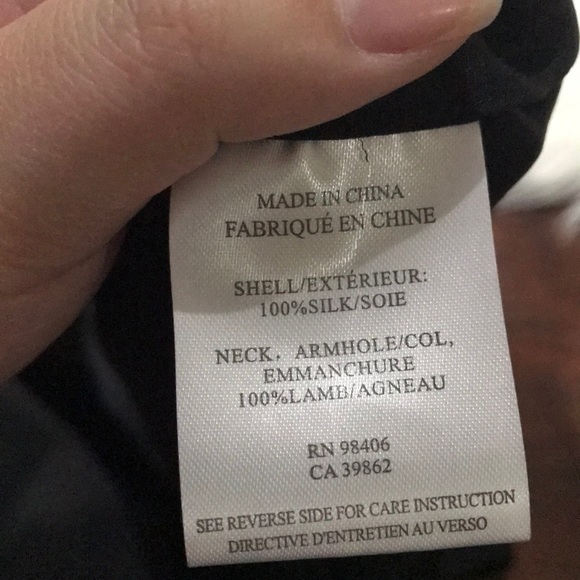 MADE IN CHINA
FABRIQUÉ EN CHINE
SHELL/EXTÉRIEUR:
100%SILK/SOIE
NECK, ARMHOLE/COL,
EMMANCHURE
100%LAMB/AGNEAU
RN 98406
CA 39862
SEE REVERSE SIDE FOR CARE INSTRUCTION
DIRECTIVE D'ENTRETIEN AU VERSO